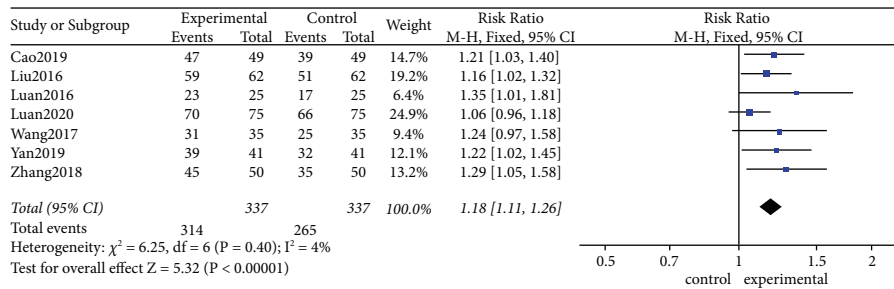 Study or Subgroup Experimental Control Weight Risk Ratio Risk Ratio
Events Total Events Total M-H, Fixed, 95% CI M-H, Fixed, 95% CI
Cao2019 47 49 39 49 14.7% 1.21 [1.03, 1.40]
Liu2016 59 62 51 62 19.2% 1.16 [1.02, 1.32]
Luan2016 23 25 17 25 6.4% 1.35 [1.01, 1.81]
Luan2020 70 75 66 75 24.9% 1.06 [0.96, 1.18]
Wang2017 31 35 25 35 9.4% 1.24 [0.97, 1.58]
Yan2019 39 41 32 41 12.1% 1.22 [1.02, 1.45]
Zhang2018 45 50 35 50 13.2% 1.29 [1.05, 1.58]
Total (95% CI) 337 337 100.0% 1.18 [1.11, 1.26]
Total events 314 265
Heterogeneity: χ² = 6.25, df = 6 (P = 0.40); I² = 4%
Test for overall effect Z = 5.32 (P < 0.00001)
0.5 0.7 1 1.5 2
control experimental